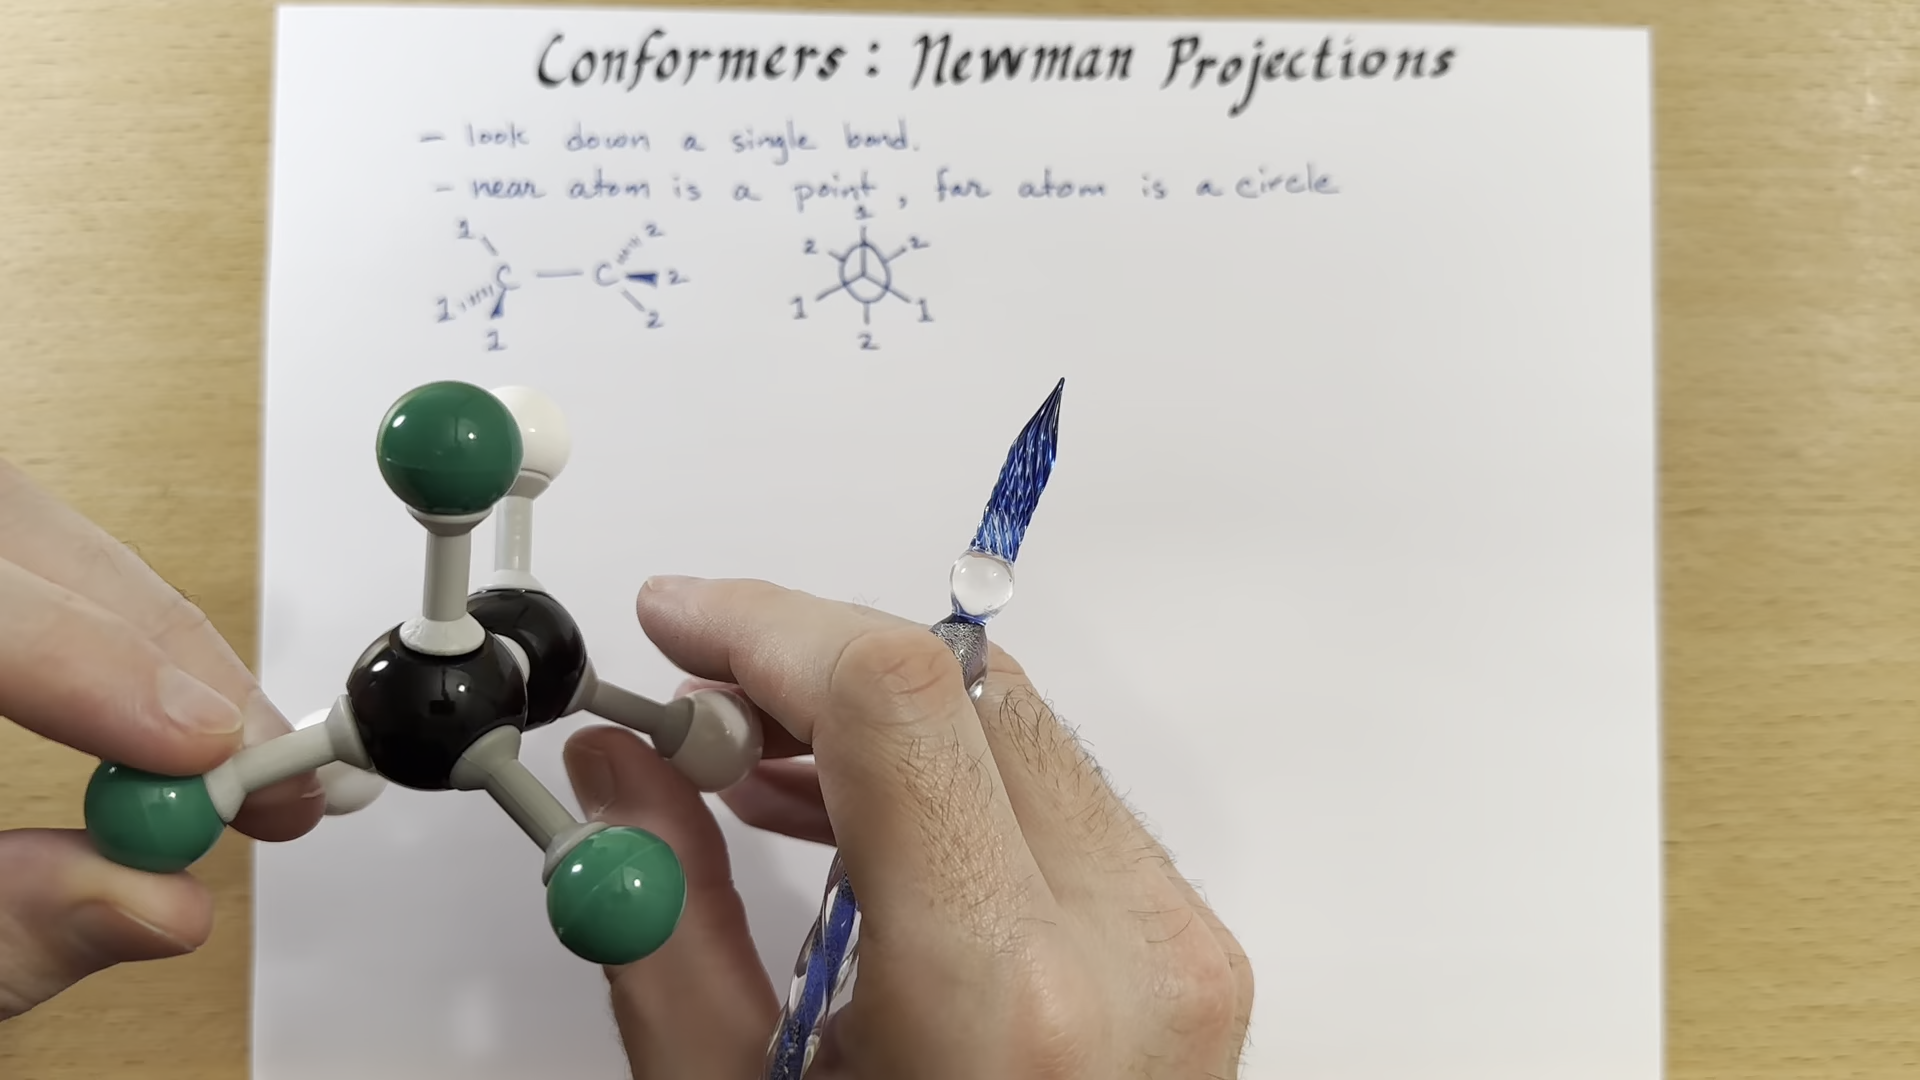 Conformers: Newman Projections
- look down a single bond.
- near atom is a point, far atom is a circle
1 2 1
2 2
C — C 2
1 1 1
1 2 2